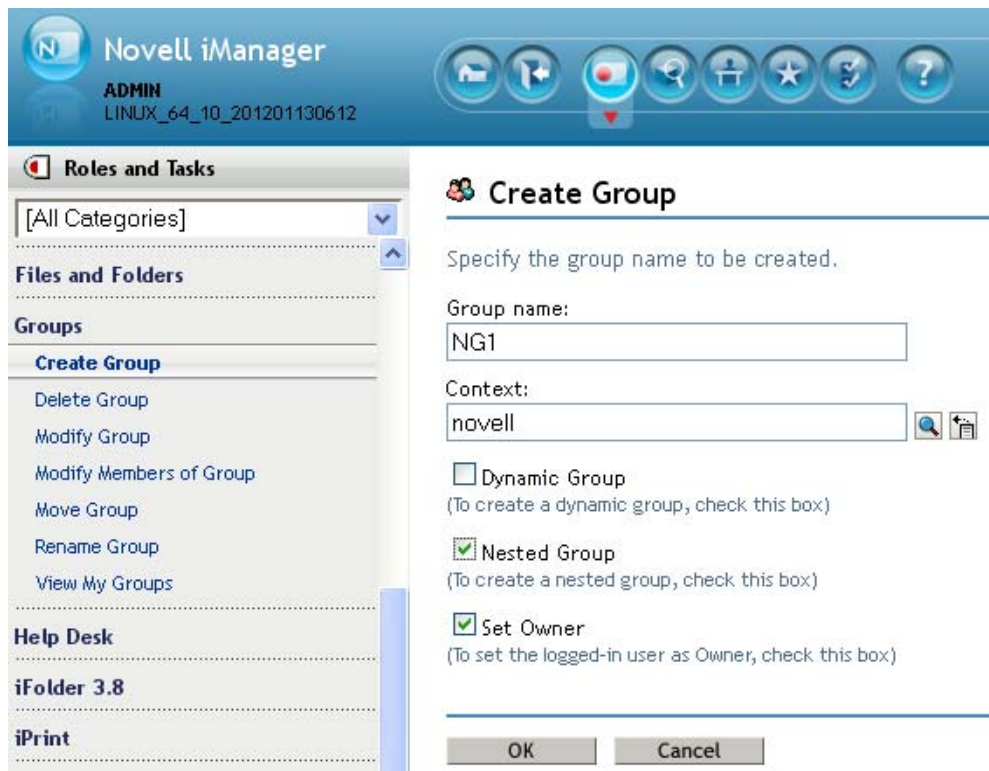 Novell iManager
ADMIN
LINUX_64_10_201201130612
Roles and Tasks
[All Categories]
Files and Folders
Groups
Create Group
Delete Group
Modify Group
Modify Members of Group
Move Group
Rename Group
View My Groups
Help Desk
iFolder 3.8
iPrint
Create Group
Specify the group name to be created.
Group name:
NG1
Context:
novell
Dynamic Group
(To create a dynamic group, check this box)
Nested Group
(To create a nested group, check this box)
Set Owner
(To set the logged-in user as Owner, check this box)
OK
Cancel